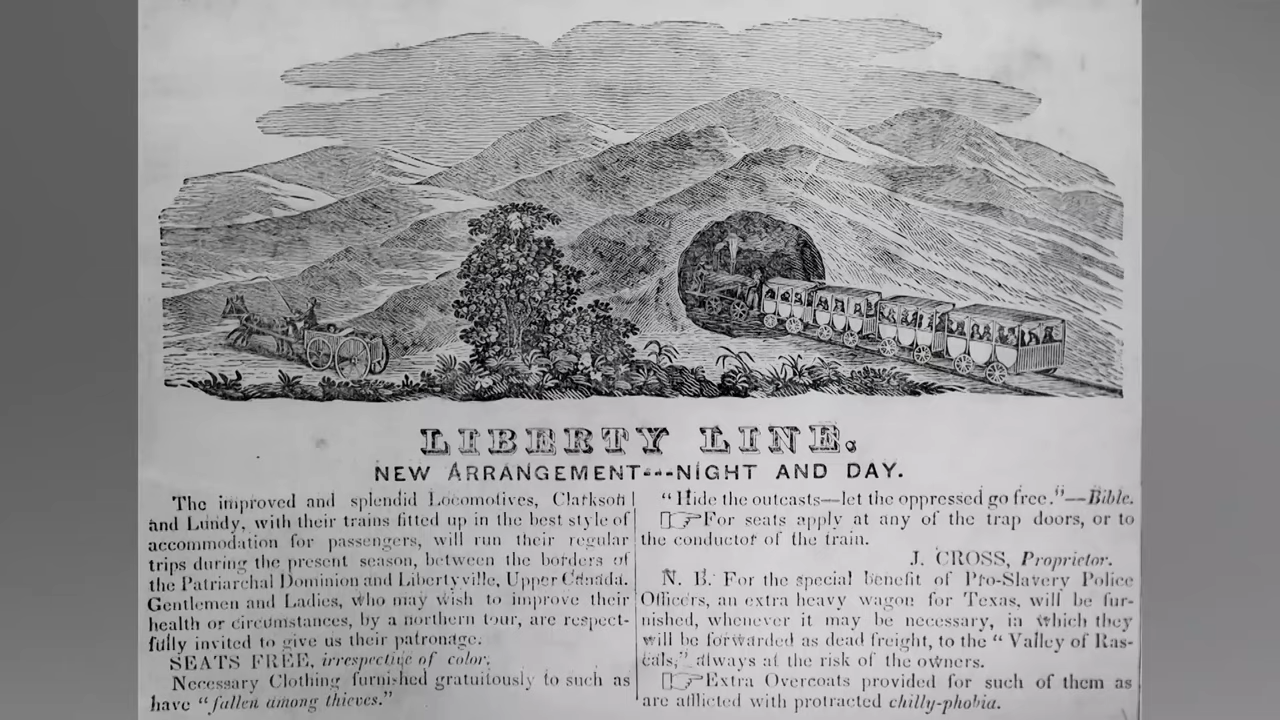 LIBERTY LINE.
NEW ARRANGEMENT---NIGHT AND DAY.
The improved and splendid Locomotives, Clarkson
and Lundy, with their trains fitted up in the best style of
accommodation for passengers, will run their regular
trips during the present season, between the borders of
the Patriarchal Dominion and Libertyville, Upper Canada.
Gentlemen and Ladies, who may wish to improve their
health or circumstances, by a northern tour, are respect-
fully invited to give us their patronage.
SEATS FREE, irrespective of color.
Necessary Clothing furnished gratuitously to such as
have "fallen among thieves."
"Hide the outcasts—let the oppressed go free."—Bible.
☞For seats apply at any of the trap doors, or to
the conductor of the train.
J. CROSS, Proprietor.
N. B. For the special benefit of Pro-Slavery Police
Officers, an extra heavy wagon for Texas, will be fur-
nished, whenever it may be necessary, in which they
will be forwarded as dead freight, to the "Valley of Ras-
cals," always at the risk of the owners.
☞Extra Overcoats provided for such of them as
are afflicted with protracted chilly-phobia.